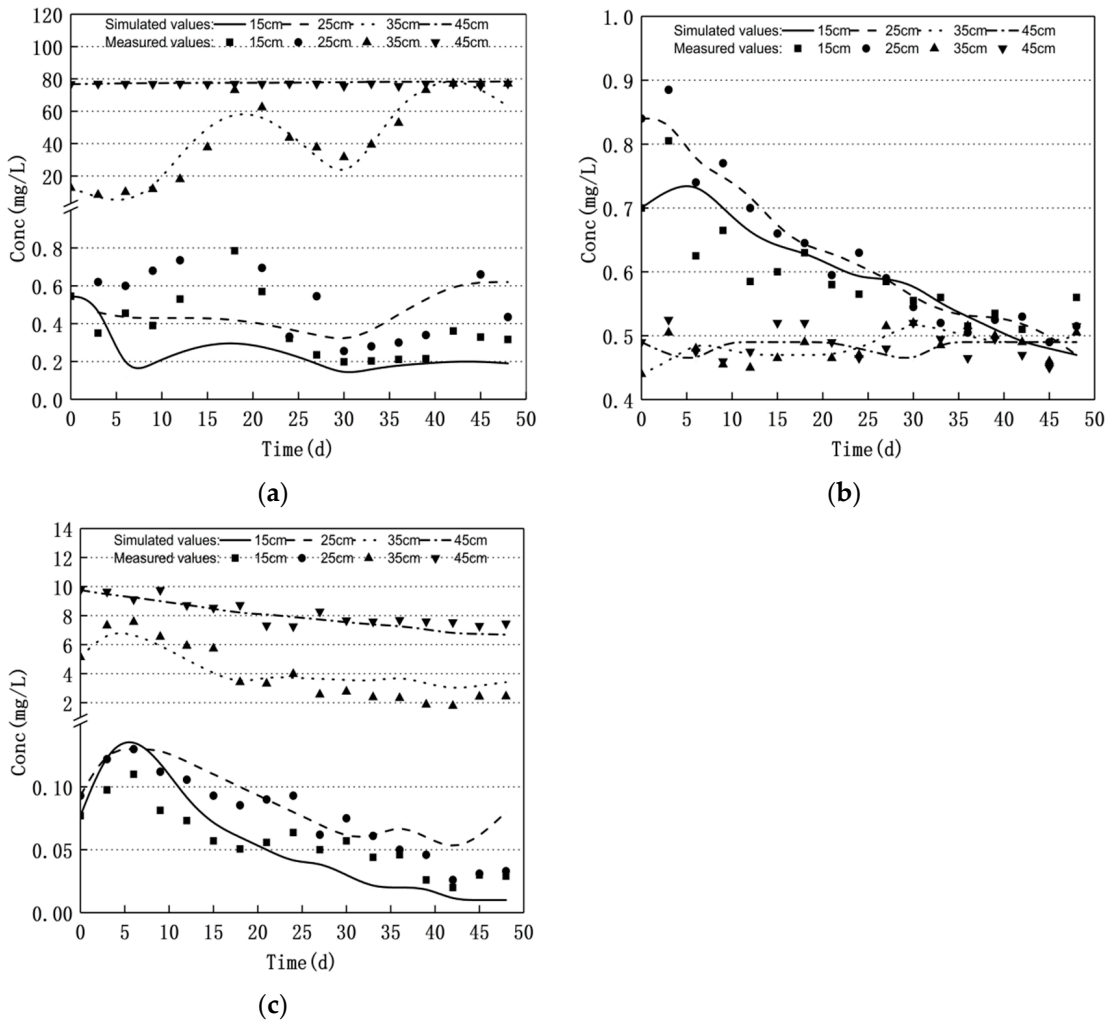 Simulated values: 15cm 25cm 35cm 45cm
Measured values: 15cm 25cm 35cm 45cm
120
100
80
60
40
20
0.8
0.6
0.4
0.2
0.0
Conc(mg/L)
0 5 10 15 20 25 30 35 40 45 50
Time(d)
(a)
Simulated values: 15cm 25cm 35cm 45cm
Measured values: 15cm 25cm 35cm 45cm
1.0
0.9
0.8
0.7
0.6
0.5
0.4
Conc(mg/L)
0 5 10 15 20 25 30 35 40 45 50
Time(d)
(b)
Simulated values: 15cm 25cm 35cm 45cm
Measured values: 15cm 25cm 35cm 45cm
14
12
10
8
6
4
2
0.10
0.05
0.00
Conc(mg/L)
0 5 10 15 20 25 30 35 40 45 50
Time(d)
(c)